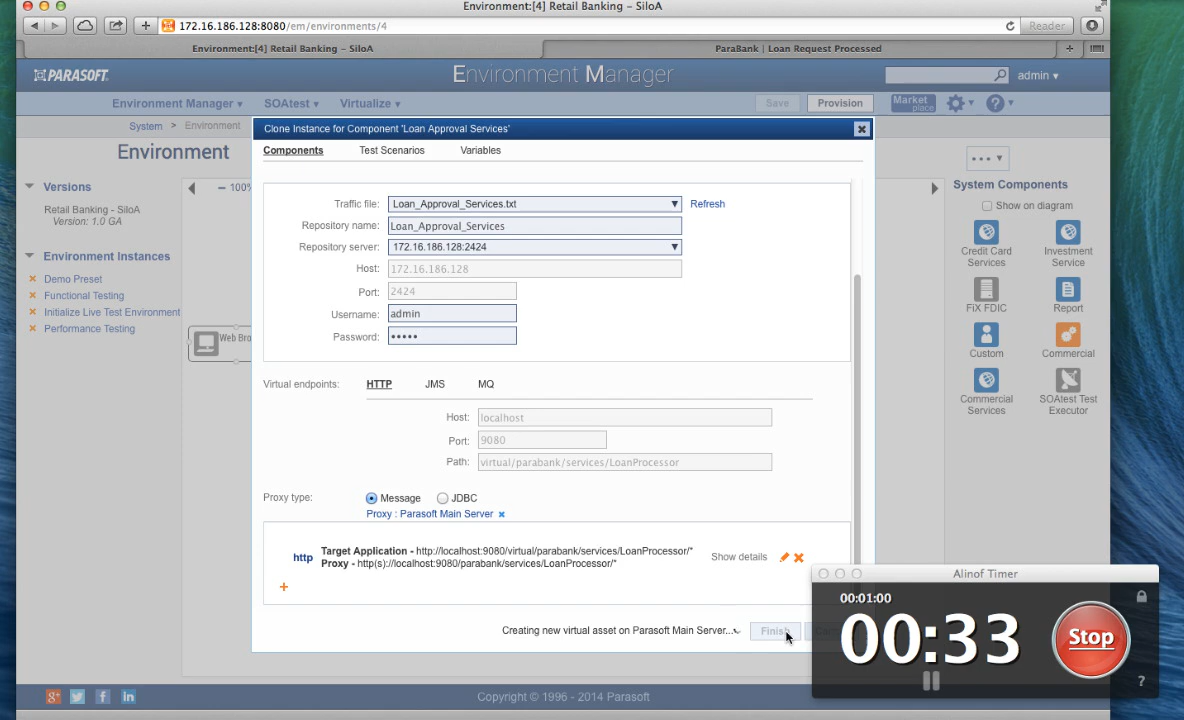 Environment:[4] Retail Banking – SiloA
172.16.186.128:8080/em/environments/4
Reader
Environment:[4] Retail Banking – SiloA
ParaBank | Loan Request Processed
PARASOFT
Environment Manager
admin
Environment Manager
SOAtest
Virtualize
Save
Provision
Market place
System > Environment
Clone Instance for Component 'Loan Approval Services'
Environment
Components
Test Scenarios
Variables
Versions
Retail Banking - SiloA
Version: 1.0 GA
100%
Environment Instances
Demo Preset
Functional Testing
Initialize Live Test Environment
Performance Testing
Web Bro
Traffic file: Loan_Approval_Services.txt Refresh
Repository name: Loan_Approval_Services
Repository server: 172.16.186.128:2424
Host: 172.16.186.128
Port: 2424
Username: admin
Password: •••••
Virtual endpoints: HTTP JMS MQ
Host: localhost
Port: 9080
Path: virtual/parabank/services/LoanProcessor
Proxy type: Message JDBC
Proxy : Parasoft Main Server
http
Target Application - http://localhost:9080/virtual/parabank/services/LoanProcessor/*
Proxy - http(s)://localhost:9080/parabank/services/LoanProcessor/*
Show details
Creating new virtual asset on Parasoft Main Server...
Finish
System Components
Show on diagram
Credit Card Services
Investment Service
FiX FDIC
Report
Custom
Commercial
Commercial Services
SOAtest Test Executor
Alinof Timer
00:01:00
00:33
Stop
?
Copyright © 1996 - 2014 Parasoft